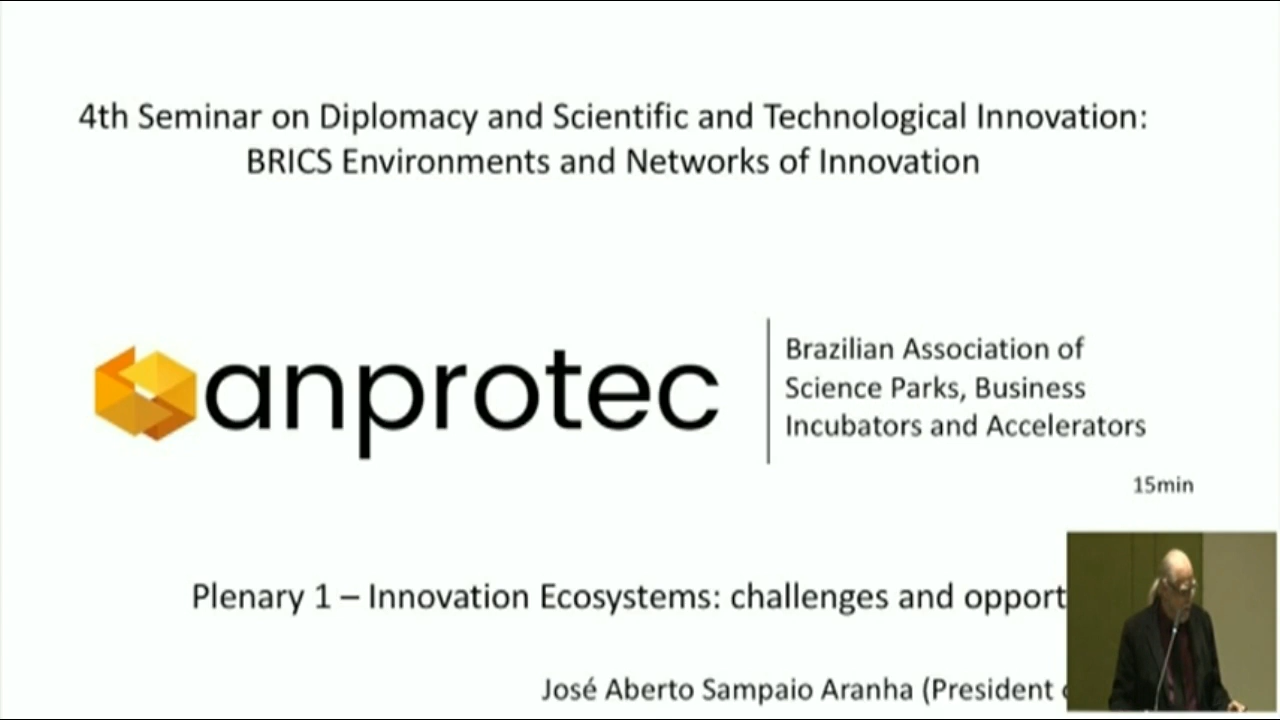 4th Seminar on Diplomacy and Scientific and Technological Innovation:
BRICS Environments and Networks of Innovation
anprotec
Brazilian Association of
Science Parks, Business
Incubators and Accelerators
15min
Plenary 1 – Innovation Ecosystems: challenges and
José Aberto Sampaio Aranha (President